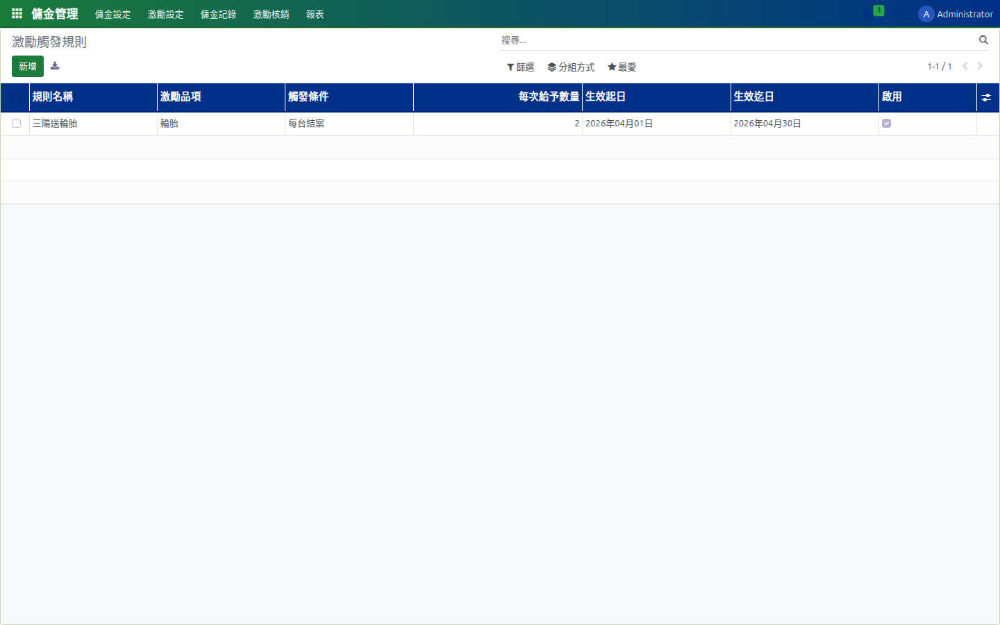 傭金管理 傭金設定 激勵設定 傭金記錄 激勵核銷 報表 1 A Administrator
激勵觸發規則 搜尋...
新增 篩選 分組方式 最愛 1-1 / 1
規則名稱 激勵品項 觸發條件 每次給予數量 生效起日 生效迄日 啟用
三陽送輪胎 輪胎 每台結案 2 2026年04月01日 2026年04月30日